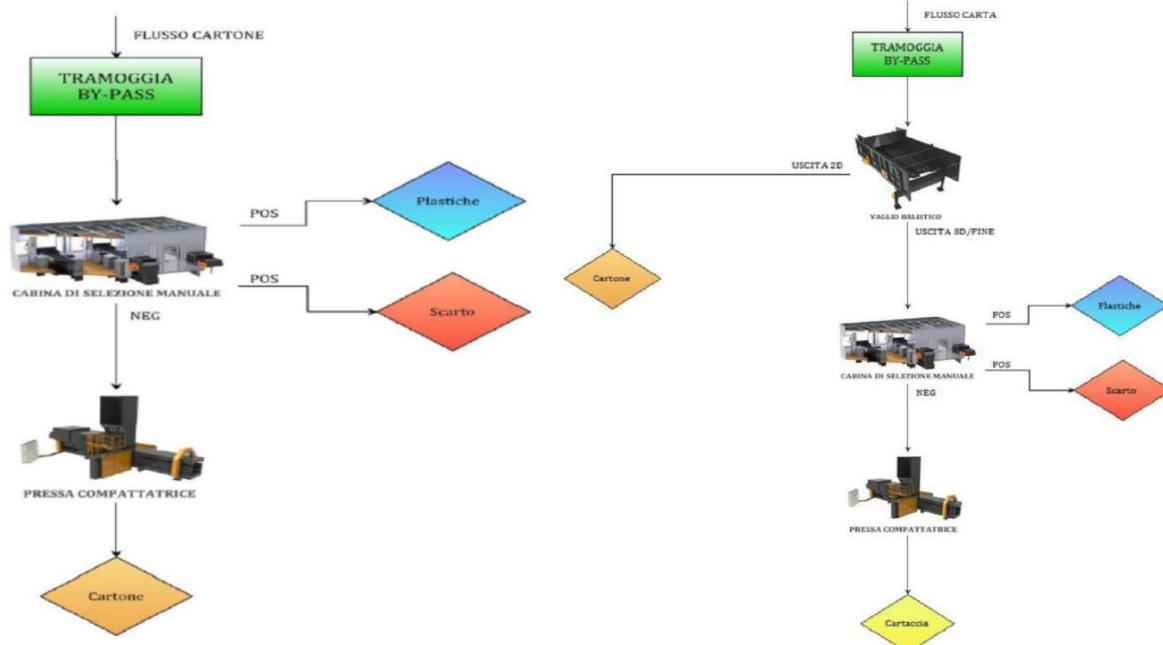 FLUSSO CARTONE
TRAMOGGIA
BY-PASS
POS
Plastiche
POS
Scarto
CABINA DI SELEZIONE MANUALE
NEG
PRESSA COMPATTATRICE
Cartone
FLUSSO CARTA
TRAMOGGIA
BY-PASS
USCITA 2D
VAGLIO BALISTICO
USCITA 3D/FINE
Cartone
POS
Plastiche
POS
Scarto
CABINA DI SELEZIONE MANUALE
NEG
PRESSA COMPATTATRICE
Cartaccia